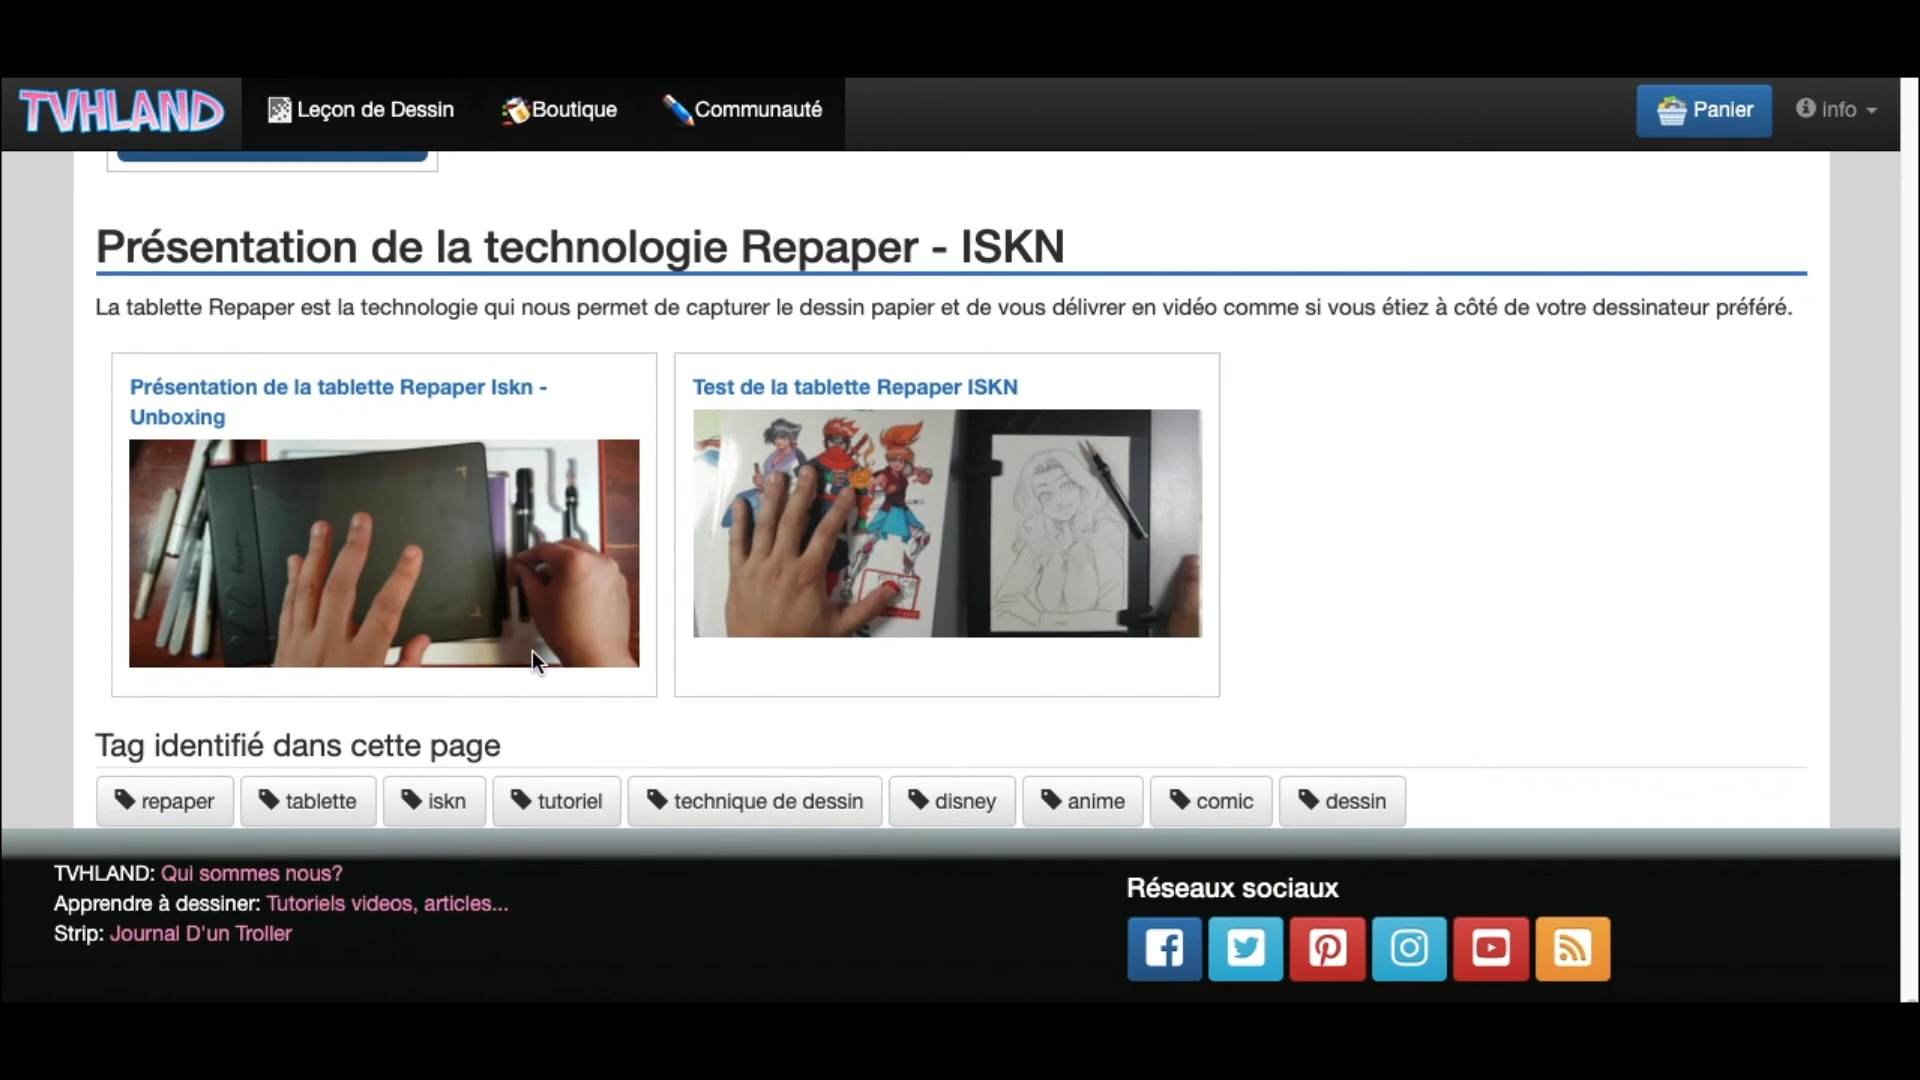 TVHLAND
Leçon de Dessin
Boutique
Communauté
Panier
info
Présentation de la technologie Repaper - ISKN
La tablette Repaper est la technologie qui nous permet de capturer le dessin papier et de vous délivrer en vidéo comme si vous étiez à côté de votre dessinateur préféré.
Présentation de la tablette Repaper Iskn -
Unboxing
Test de la tablette Repaper ISKN
Tag identifié dans cette page
repaper
tablette
iskn
tutoriel
technique de dessin
disney
anime
comic
dessin
TVHLAND: Qui sommes nous?
Apprendre à dessiner: Tutoriels videos, articles...
Strip: Journal D'un Troller
Réseaux sociaux